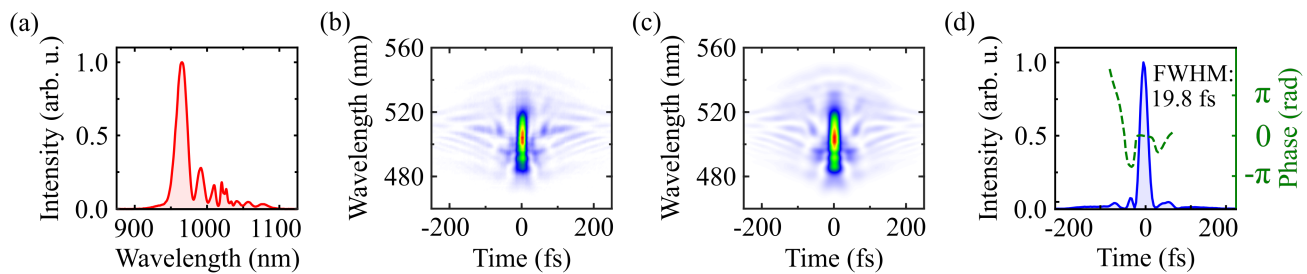 (a)
Intensity (arb. u.)
1.0
0.5
0.0
900
1000
1100
Wavelength (nm)
(b)
Wavelength (nm)
560
520
480
-200
0
200
Time (fs)
(c)
Wavelength (nm)
560
520
480
-200
0
200
Time (fs)
(d)
Intensity (arb. u.)
1.0
0.5
0.0
FWHM:
19.8 fs
-200
0
200
Time (fs)
π
0
-π
Phase (rad)